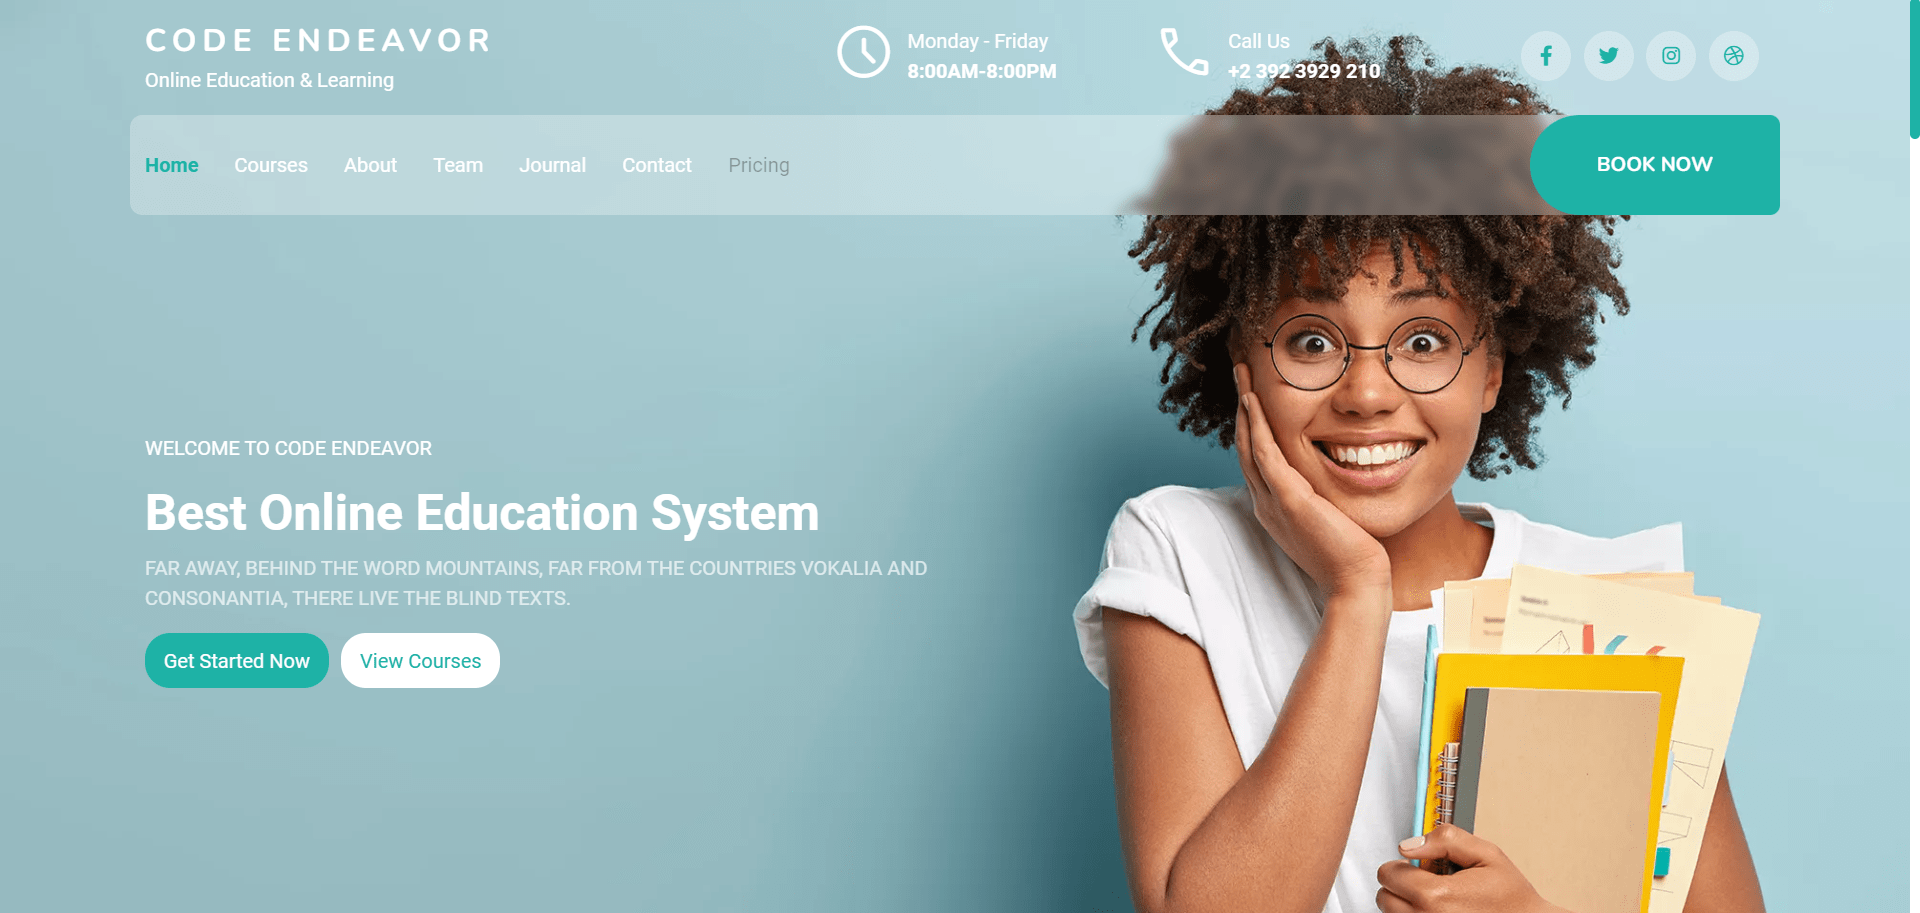 CODE ENDEAVOR
Online Education & Learning
Monday - Friday
8:00AM-8:00PM
Call Us
+2 392 3929 210
Home
Courses
About
Team
Journal
Contact
Pricing
BOOK NOW
WELCOME TO CODE ENDEAVOR
Best Online Education System
FAR AWAY, BEHIND THE WORD MOUNTAINS, FAR FROM THE COUNTRIES VOKALIA AND
CONSONANTIA, THERE LIVE THE BLIND TEXTS.
Get Started Now
View Courses